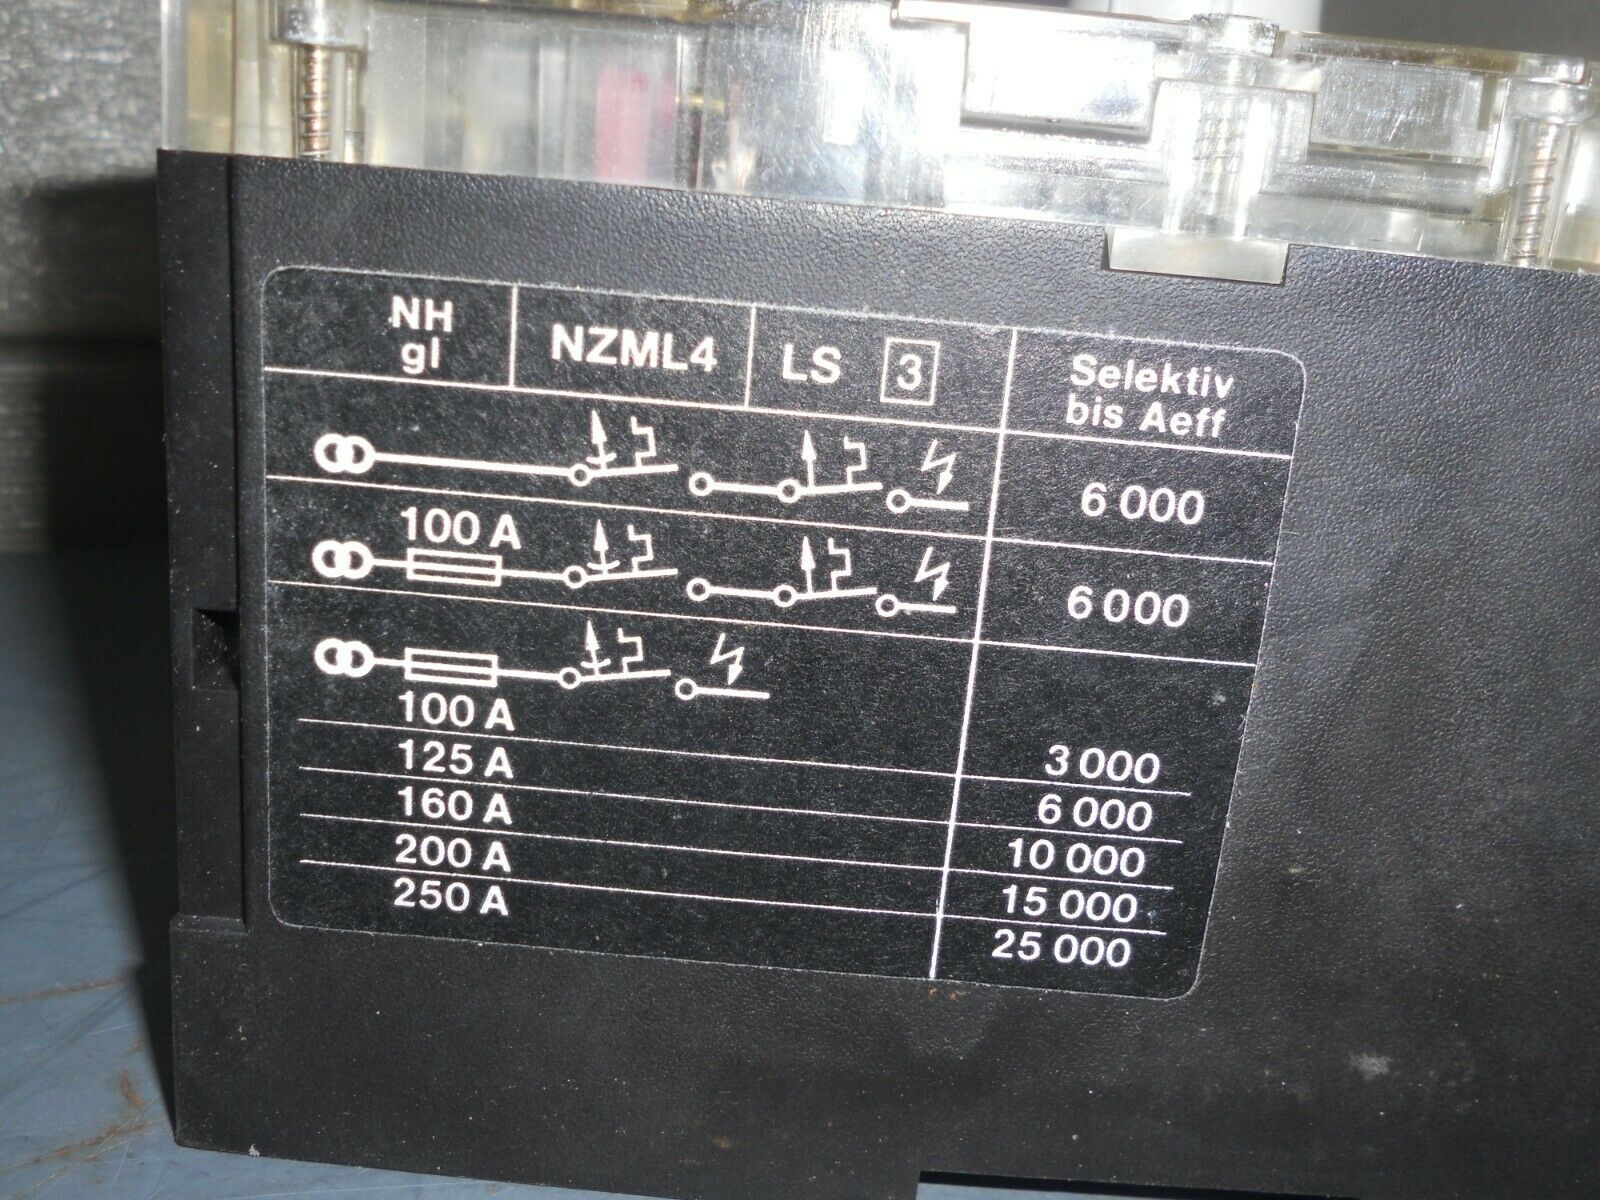 NH
gl
NZML4
LS 3
Selektiv
bis Aeff
6 000
100 A
6 000
100 A
3 000
125 A
6 000
160 A
10 000
200 A
15 000
250 A
25 000